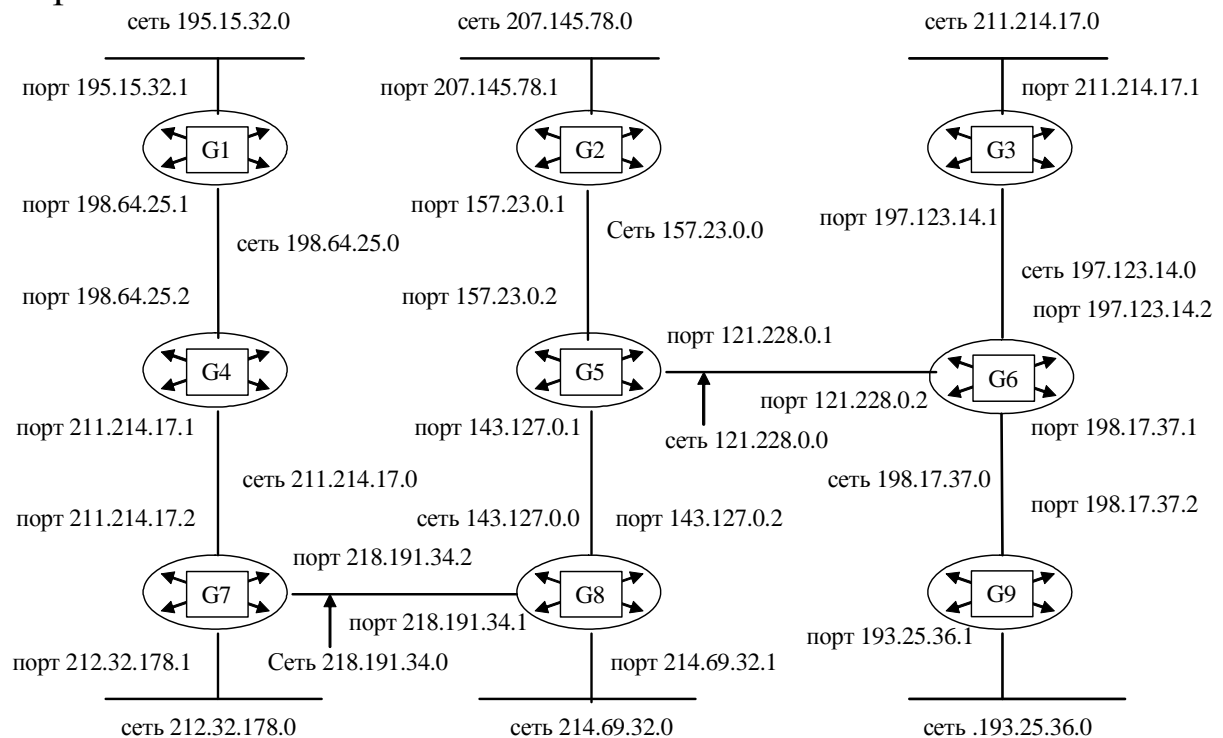 сеть 195.15.32.0
сеть 207.145.78.0
сеть 211.214.17.0
порт 195.15.32.1
порт 207.145.78.1
порт 211.214.17.1
G1
G2
G3
порт 198.64.25.1
порт 157.23.0.1
порт 197.123.14.1
сеть 198.64.25.0
Сеть 157.23.0.0
сеть 197.123.14.0
порт 198.64.25.2
порт 157.23.0.2
порт 197.123.14.2
порт 121.228.0.1
G4
G5
G6
порт 121.228.0.2
порт 211.214.17.1
порт 143.127.0.1
порт 198.17.37.1
сеть 121.228.0.0
сеть 211.214.17.0
сеть 198.17.37.0
порт 211.214.17.2
сеть 143.127.0.0
порт 143.127.0.2
порт 198.17.37.2
порт 218.191.34.2
G7
G8
G9
порт 218.191.34.1
порт 193.25.36.1
порт 212.32.178.1
Сеть 218.191.34.0
порт 214.69.32.1
сеть 212.32.178.0
сеть 214.69.32.0
сеть .193.25.36.0